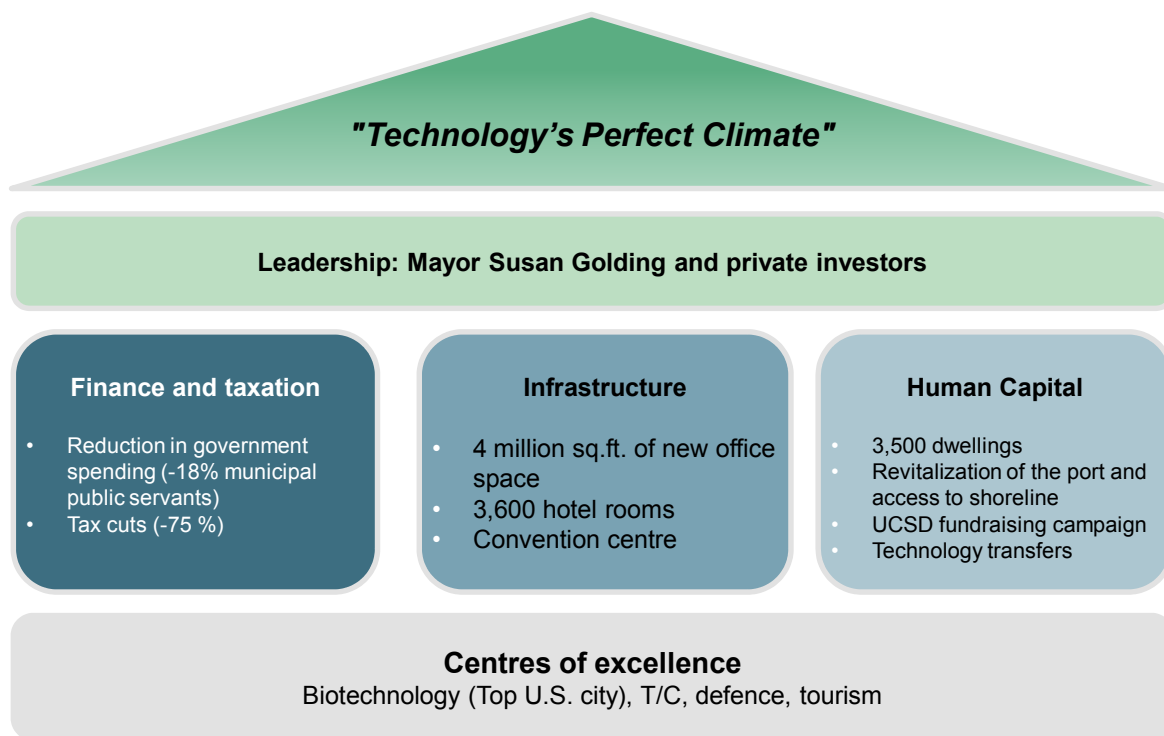 "Technology’s Perfect Climate"
Leadership: Mayor Susan Golding and private investors
Finance and taxation
• Reduction in government
spending (-18% municipal
public servants)
• Tax cuts (-75 %)
Infrastructure
• 4 million sq.ft. of new office
space
• 3,600 hotel rooms
• Convention centre
Human Capital
• 3,500 dwellings
• Revitalization of the port and
access to shoreline
• UCSD fundraising campaign
• Technology transfers
Centres of excellence
Biotechnology (Top U.S. city), T/C, defence, tourism